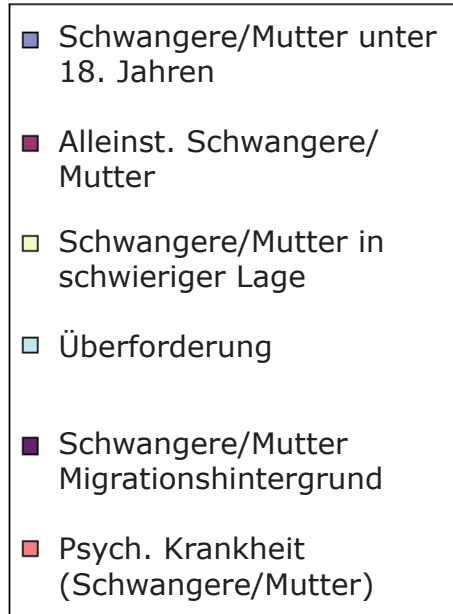 Schwangere/Mutter unter
18. Jahren
Alleinst. Schwangere/
Mutter
Schwangere/Mutter in
schwieriger Lage
Überforderung
Schwangere/Mutter
Migrationshintergrund
Psych. Krankheit
(Schwangere/Mutter)